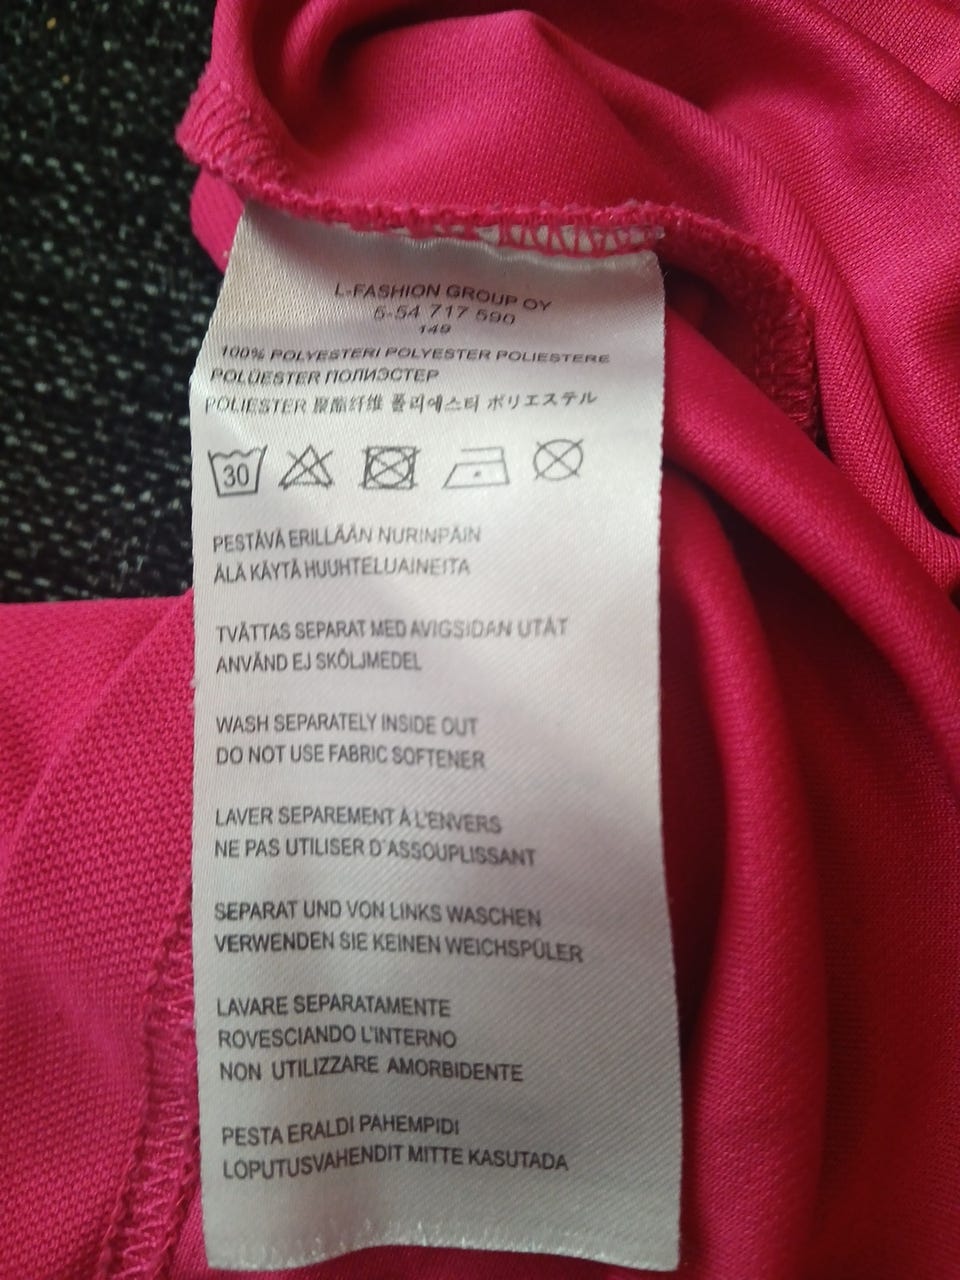 L-FASHION GROUP OY
5-54 717 590
149
100% POLYESTERI POLYESTER POLIESTERE
POLÜESTER ПОЛИЭСТЕР
POLIESTER 聚酯纤维 폴리에스터 ポリエステル
30
PESTÄVÄ ERILLÄÄN NURINPÄIN
ÄLÄ KÄYTÄ HUUHTELUAINEITA
TVÄTTAS SEPARAT MED AVIGSIDAN UTÅT
ANVÄND EJ SKÖLJMEDEL
WASH SEPARATELY INSIDE OUT
DO NOT USE FABRIC SOFTENER
LAVER SEPAREMENT À L'ENVERS
NE PAS UTILISER D'ASSOUPLISSANT
SEPARAT UND VON LINKS WASCHEN
VERWENDEN SIE KEINEN WEICHSPÜLER
LAVARE SEPARATAMENTE
ROVESCIANDO L'INTERNO
NON UTILIZZARE AMORBIDENTE
PESTA ERALDI PAHEMPIDI
LOPUTUSVAHENDIT MITTE KASUTADA